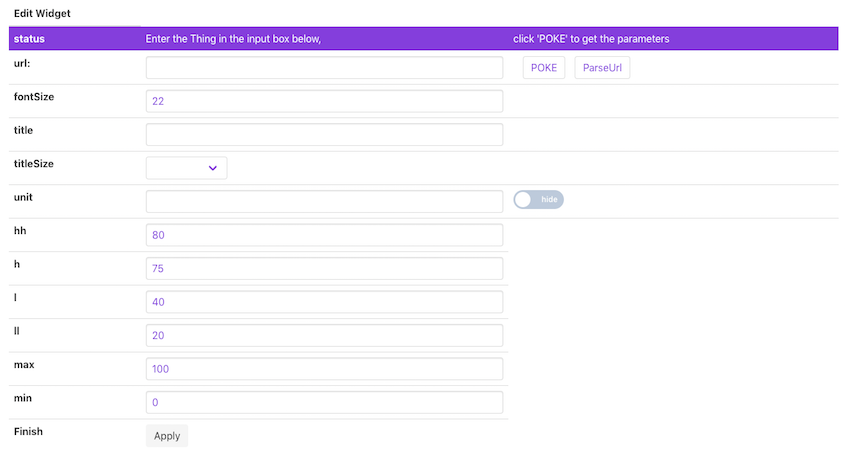 Edit Widget
status Enter the Thing in the input box below, click 'POKE' to get the parameters
url: POKE ParseUrl
fontSize 22
title
titleSize
unit hide
hh 80
h 75
l 40
ll 20
max 100
min 0
Finish Apply